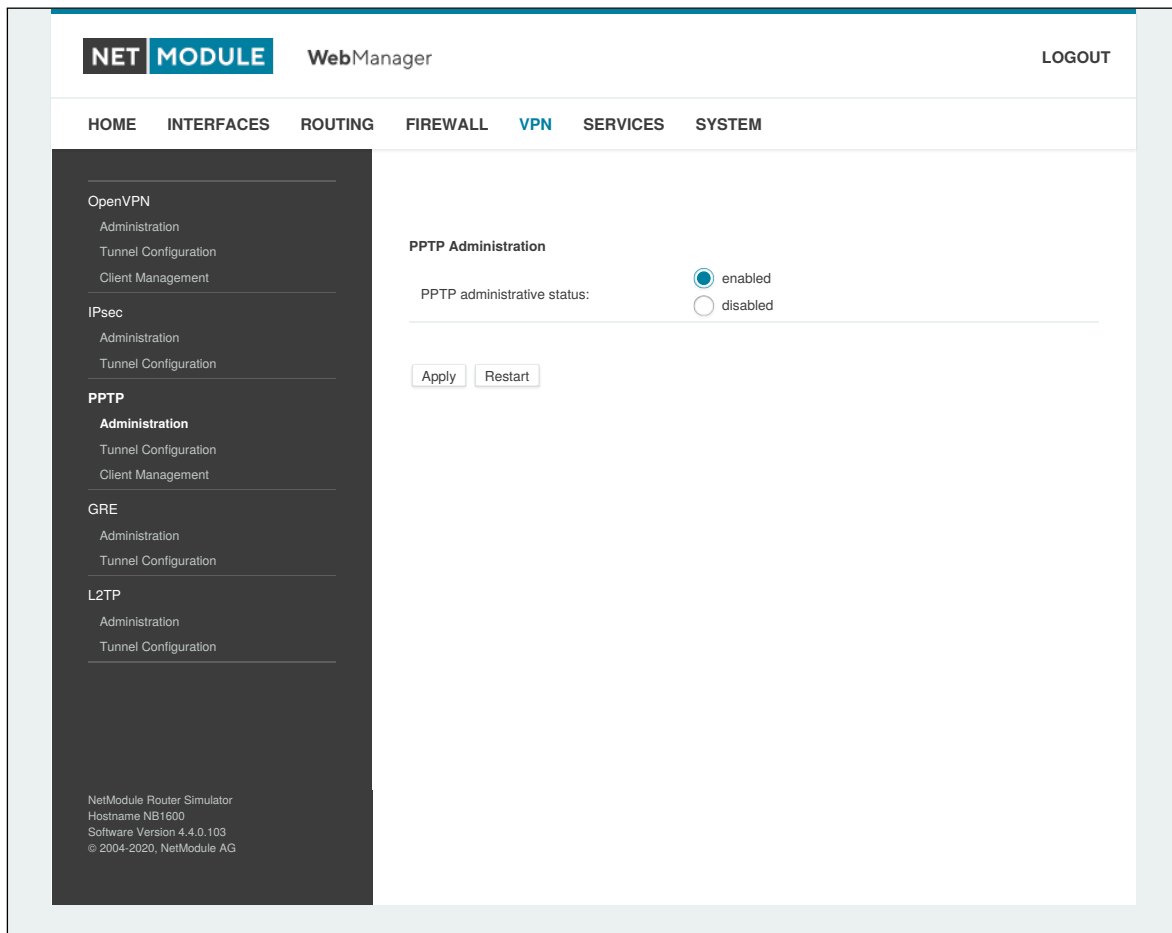 NET MODULE WebManager LOGOUT
HOME INTERFACES ROUTING FIREWALL VPN SERVICES SYSTEM
OpenVPN
Administration
Tunnel Configuration
Client Management
IPsec
Administration
Tunnel Configuration
PPTP
Administration
Tunnel Configuration
Client Management
GRE
Administration
Tunnel Configuration
L2TP
Administration
Tunnel Configuration
NetModule Router Simulator
Hostname NB1600
Software Version 4.4.0.103
© 2004-2020, NetModule AG
PPTP Administration
PPTP administrative status:
enabled
disabled
Apply Restart